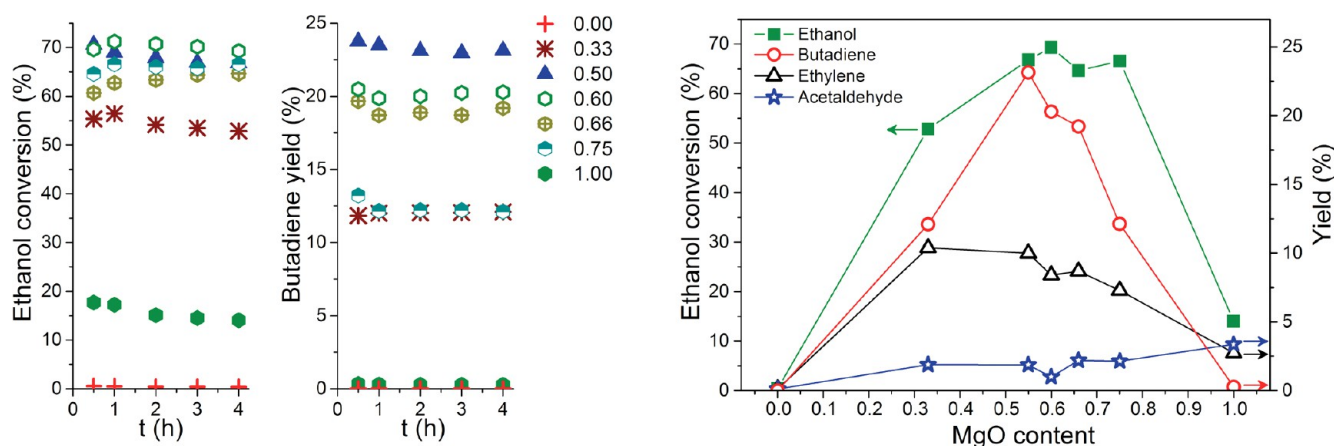 Ethanol conversion (%)
75
70
60
50
40
30
20
10
0
0 1 2 3 4
t (h)
Butadiene yield (%)
25
20
15
10
5
0
0 1 2 3 4
t (h)
0.00
0.33
0.50
0.60
0.66
0.75
1.00
Ethanol conversion (%)
70
60
50
40
30
20
10
0
Ethanol
Butadiene
Ethylene
Acetaldehyde
0.0 0.1 0.2 0.3 0.4 0.5 0.6 0.7 0.8 0.9 1.0
MgO content
25
20
15
10
5
0
Yield (%)